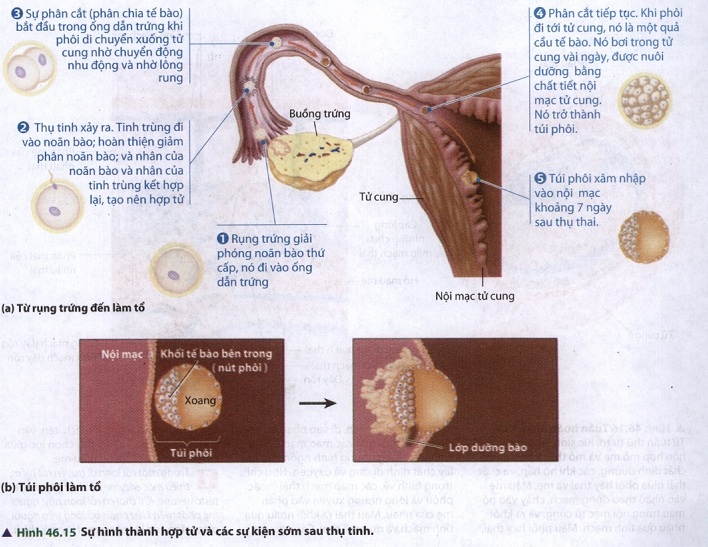 ❸ Sự phân cắt (phân chia tế bào)
bắt đầu trong ống dẫn trứng khi
phôi di chuyển xuống tử
cung nhờ chuyển động
nhu động và nhờ lông
rung
❷ Thụ tinh xảy ra. Tinh trùng đi
vào noãn bào; hoàn thiện giảm
phân noãn bào; và nhân của
noãn bào và nhân của
tinh trùng kết hợp
lại, tạo nên hợp tử
❶ Rụng trứng giải
phóng noãn bào thứ
cấp, nó đi vào ống
dẫn trứng
Buồng trứng
Tử cung
Nội mạc tử cung
❹ Phân cắt tiếp tục. Khi phôi
đi tới tử cung, nó là một quả
cầu tế bào. Nó bơi trong tử
cung vài ngày, được nuôi
dưỡng bằng
chất tiết nội
mạc tử cung.
Nó trở thành
túi phôi.
❺ Túi phôi xâm nhập
vào nội mạc
khoảng 7 ngày
sau thụ thai.
(a) Từ rụng trứng đến làm tổ
Nội mạc
Khối tế bào bên trong
(nút phôi)
Xoang
Túi phôi
Lớp dưỡng bào
(b) Túi phôi làm tổ
▲ Hình 46.15 Sự hình thành hợp tử và các sự kiện sớm sau thụ tinh.